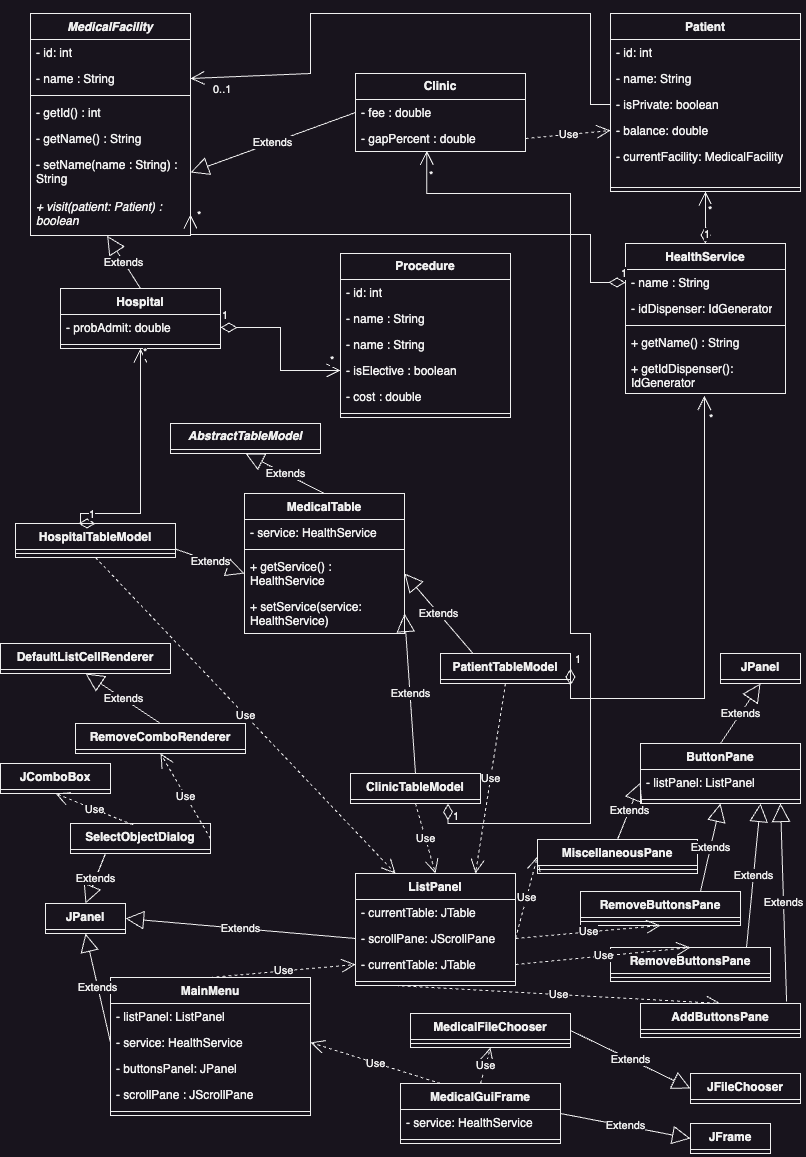 MedicalFacility
- id: int
- name : String
- getId() : int
- getName() : String
- setName(name : String) :
String
+ visit(patient: Patient) :
boolean
0..1
*
Clinic
- fee : double
- gapPercent : double
Extends
Use
*
Patient
- id: int
- name: String
- isPrivate: boolean
- balance: double
- currentFacility: MedicalFacility
*
1
HealthService
- name : String
- idDispenser: IdGenerator
+ getName() : String
+ getIdDispenser():
IdGenerator
1
*
Extends
Hospital
- probAdmit: double
1
*
Procedure
- id: int
- name : String
- name : String
- isElective : boolean
- cost : double
*
AbstractTableModel
Extends
MedicalTable
- service: HealthService
+ getService() :
HealthService
+ setService(service:
HealthService)
1
HospitalTableModel
Extends
Extends
PatientTableModel
1
DefaultListCellRenderer
Extends
RemoveComboRenderer
Use
Extends
JPanel
Extends
ButtonPane
- listPanel: ListPanel
JComboBox
Use
Use
SelectObjectDialog
ClinicTableModel
1
Use
Use
Extends
MiscellaneousPane
Extends
Extends
Extends
Extends
JPanel
Extends
ListPanel
- currentTable: JTable
- scrollPane: JScrollPane
- currentTable: JTable
Use
RemoveButtonsPane
Use
Use
RemoveButtonsPane
Use
AddButtonsPane
Use
Extends
MainMenu
- listPanel: ListPanel
- service: HealthService
- buttonsPanel: JPanel
- scrollPane : JScrollPane
MedicalFileChooser
Use
Use
Extends
JFileChooser
MedicalGuiFrame
- service: HealthService
Extends
JFrame